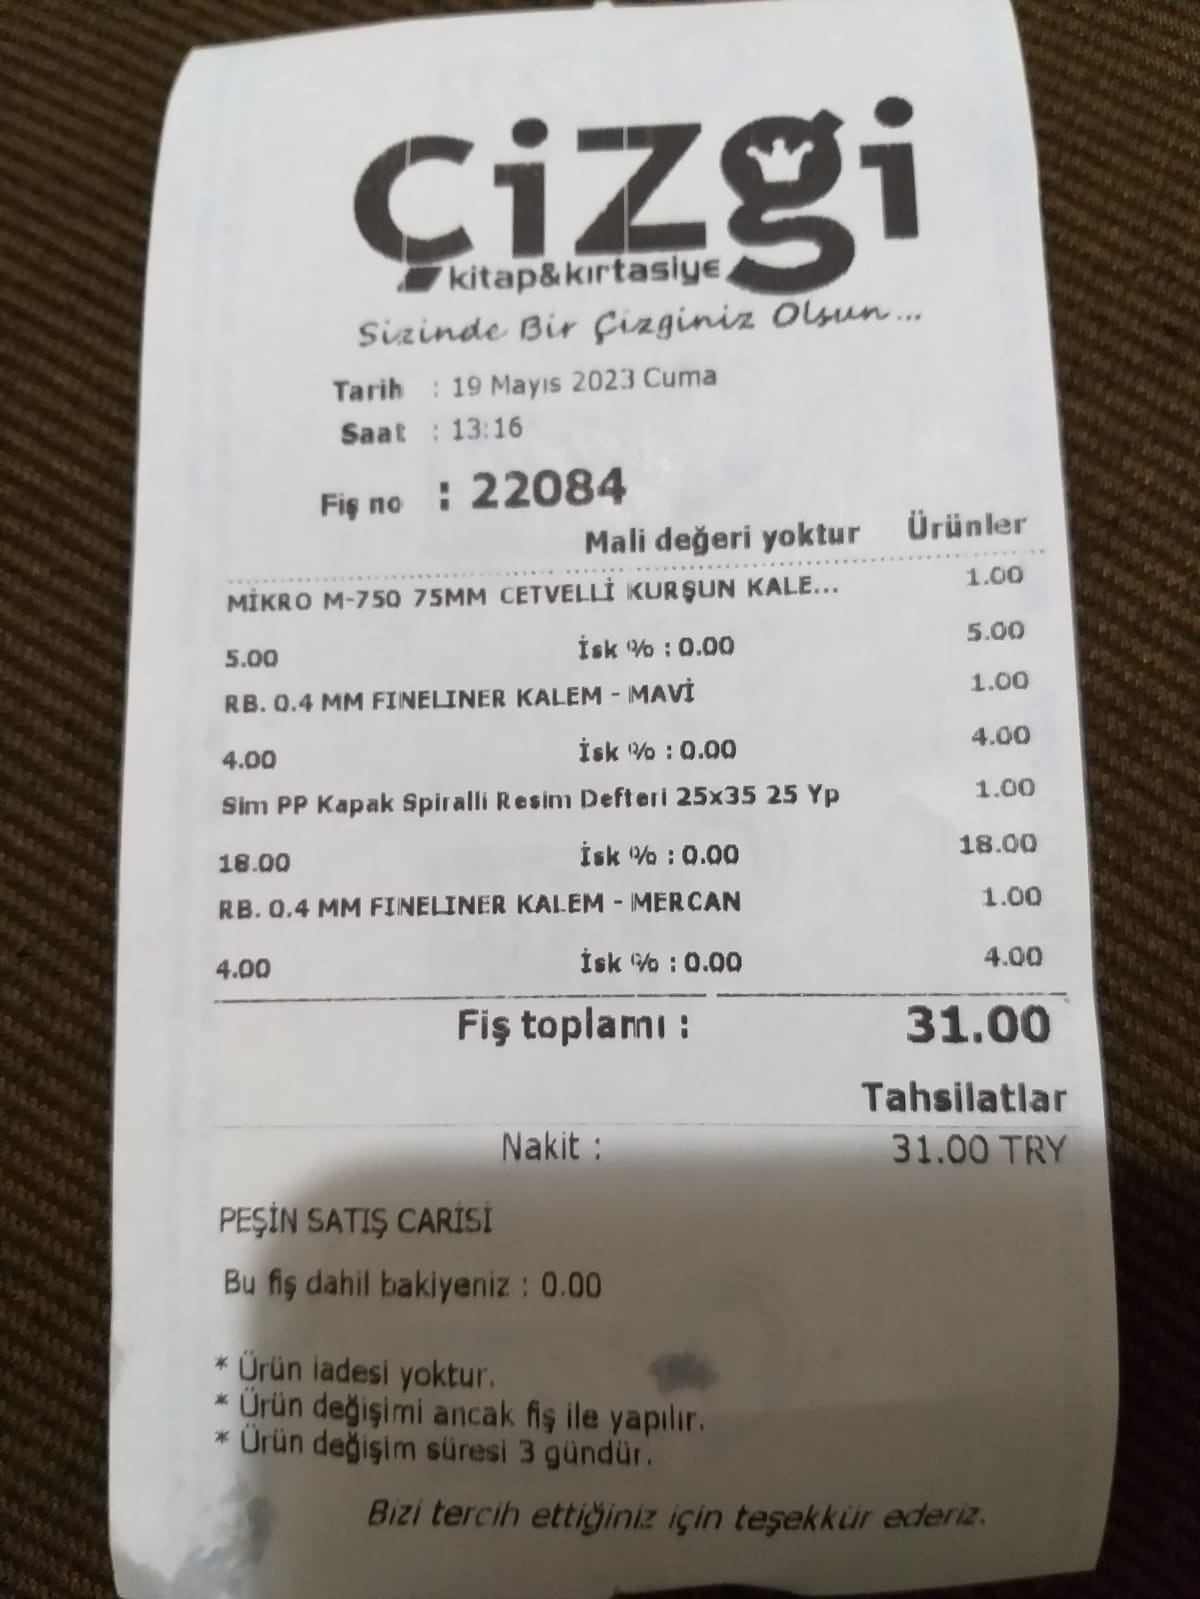 Çizgi
kitap&kırtasiye
Sizinde Bir Çizginiz Olsun...
Tarih : 19 Mayıs 2023 Cuma
Saat : 13:16
Fiş no : 22084
Mali değeri yoktur Ürünler
MİKRO M-750 75MM CETVELLİ KURŞUN KALE... 1.00
5.00 İsk % : 0.00 5.00
RB. 0.4 MM FINELINER KALEM - MAVİ 1.00
4.00 İsk % : 0.00 4.00
Sim PP Kapak Spiralli Resim Defteri 25x35 25 Yp 1.00
18.00 İsk % : 0.00 18.00
RB. 0.4 MM FINELINER KALEM - MERCAN 1.00
4.00 İsk % : 0.00 4.00
Fiş toplamı : 31.00
Tahsilatlar
Nakit : 31.00 TRY
PEŞİN SATIŞ CARİSİ
Bu fiş dahil bakiyeniz : 0.00
* Ürün iadesi yoktur.
* Ürün değişimi ancak fiş ile yapılır.
* Ürün değişim süresi 3 gündür.
Bizi tercih ettiğiniz için teşekkür ederiz.